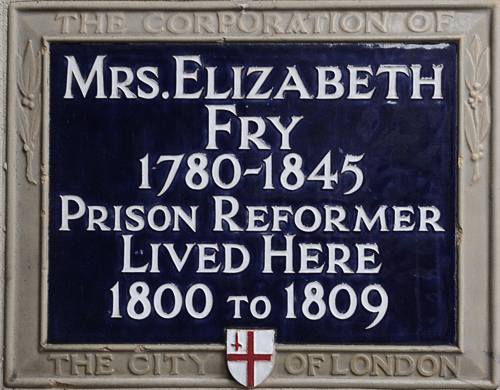 THE CORPORATION OF
MRS. ELIZABETH
FRY
1780-1845
PRISON REFORMER
LIVED HERE
1800 TO 1809
THE CITY OF LONDON